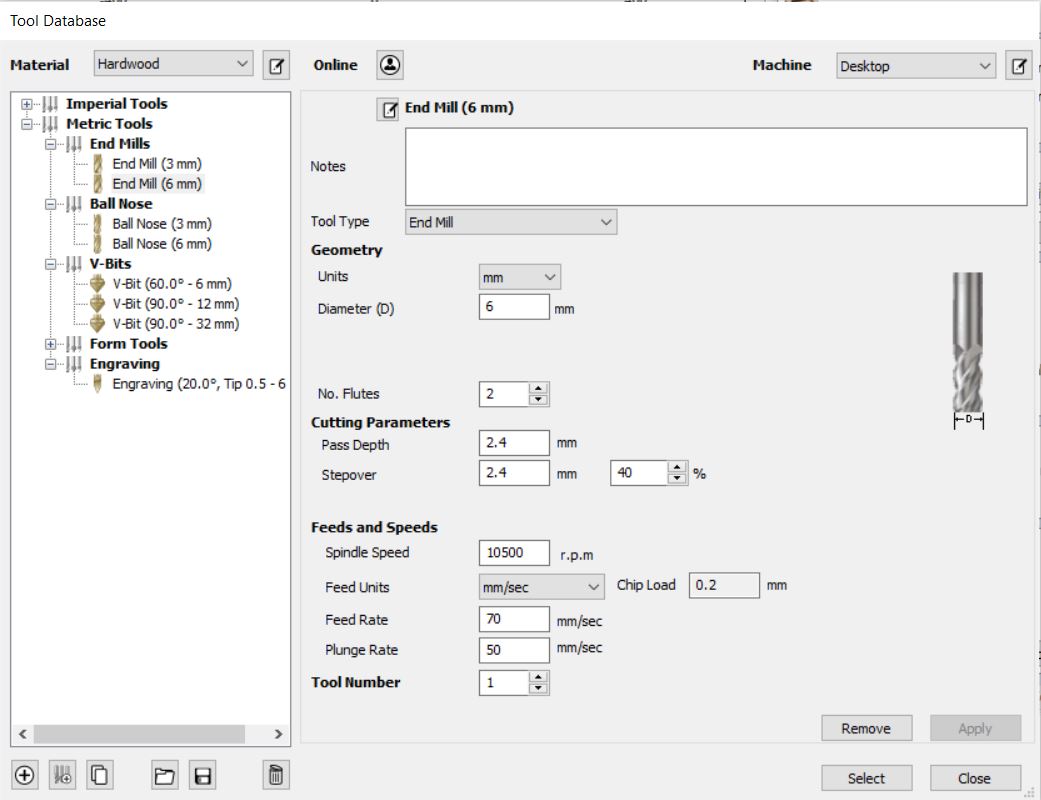 Tool Database
Material Hardwood Online Machine Desktop
Imperial Tools
Metric Tools
End Mills
End Mill (3 mm)
End Mill (6 mm)
Ball Nose
Ball Nose (3 mm)
Ball Nose (6 mm)
V-Bits
V-Bit (60.0° - 6 mm)
V-Bit (90.0° - 12 mm)
V-Bit (90.0° - 32 mm)
Form Tools
Engraving
Engraving (20.0°, Tip 0.5 - 6
End Mill (6 mm)
Notes
Tool Type End Mill
Geometry
Units mm
Diameter (D) 6 mm
No. Flutes 2
D
Cutting Parameters
Pass Depth 2.4 mm
Stepover 2.4 mm 40 %
Feeds and Speeds
Spindle Speed 10500 r.p.m
Feed Units mm/sec Chip Load 0.2 mm
Feed Rate 70 mm/sec
Plunge Rate 50 mm/sec
Tool Number 1
Remove Apply
Select Close